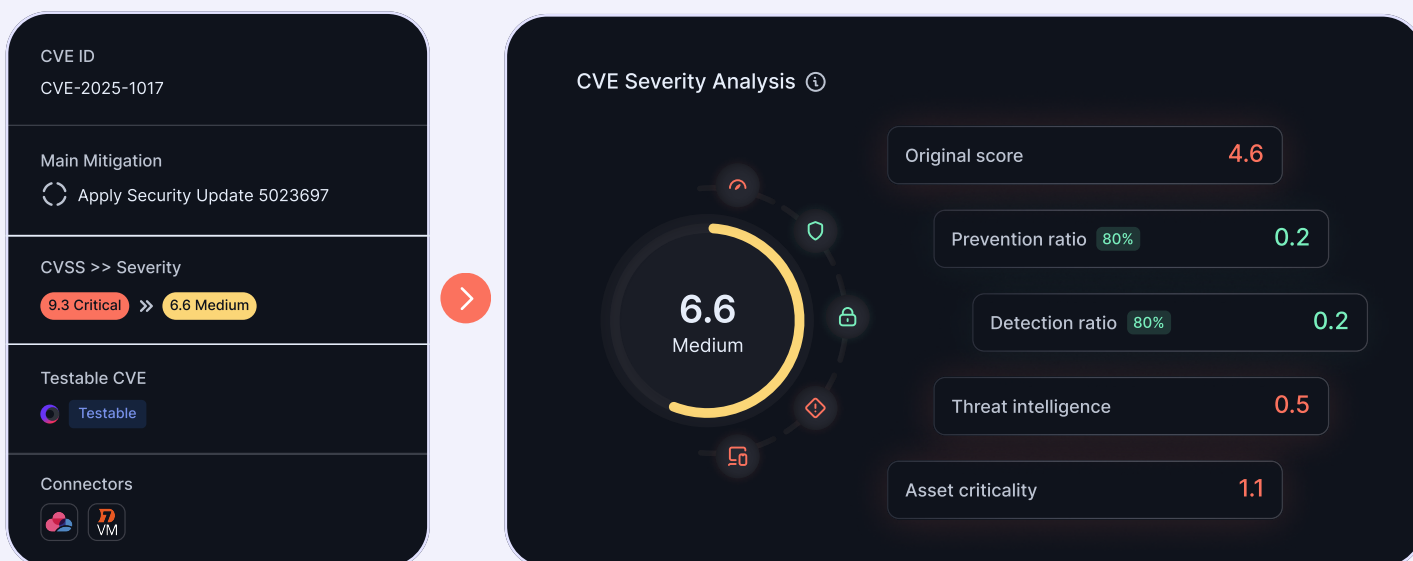 CVE ID
CVE-2025-1017
Main Mitigation
Apply Security Update 5023697
CVSS >> Severity
9.3 Critical
6.6 Medium
Testable CVE
Testable
Connectors
VM
CVE Severity Analysis
6.6
Medium
Original score 4.6
Prevention ratio 80% 0.2
Detection ratio 80% 0.2
Threat intelligence 0.5
Asset criticality 1.1